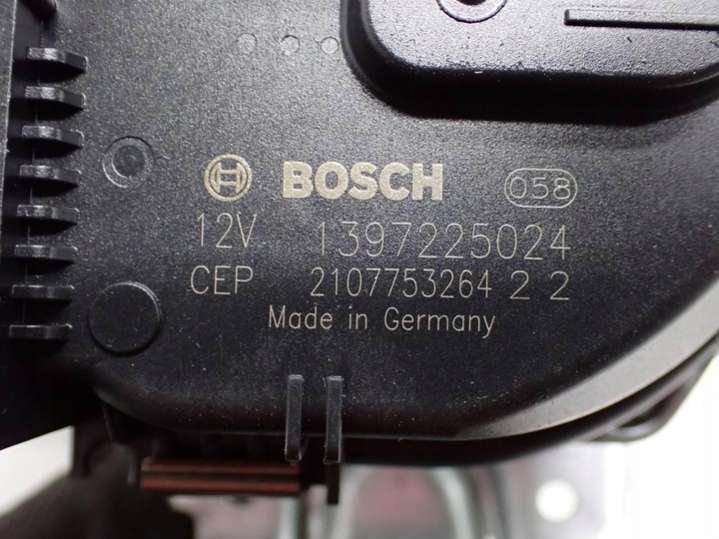 BOSCH 058
12V 1397225024
CEP 2107753264 2 2
Made in Germany